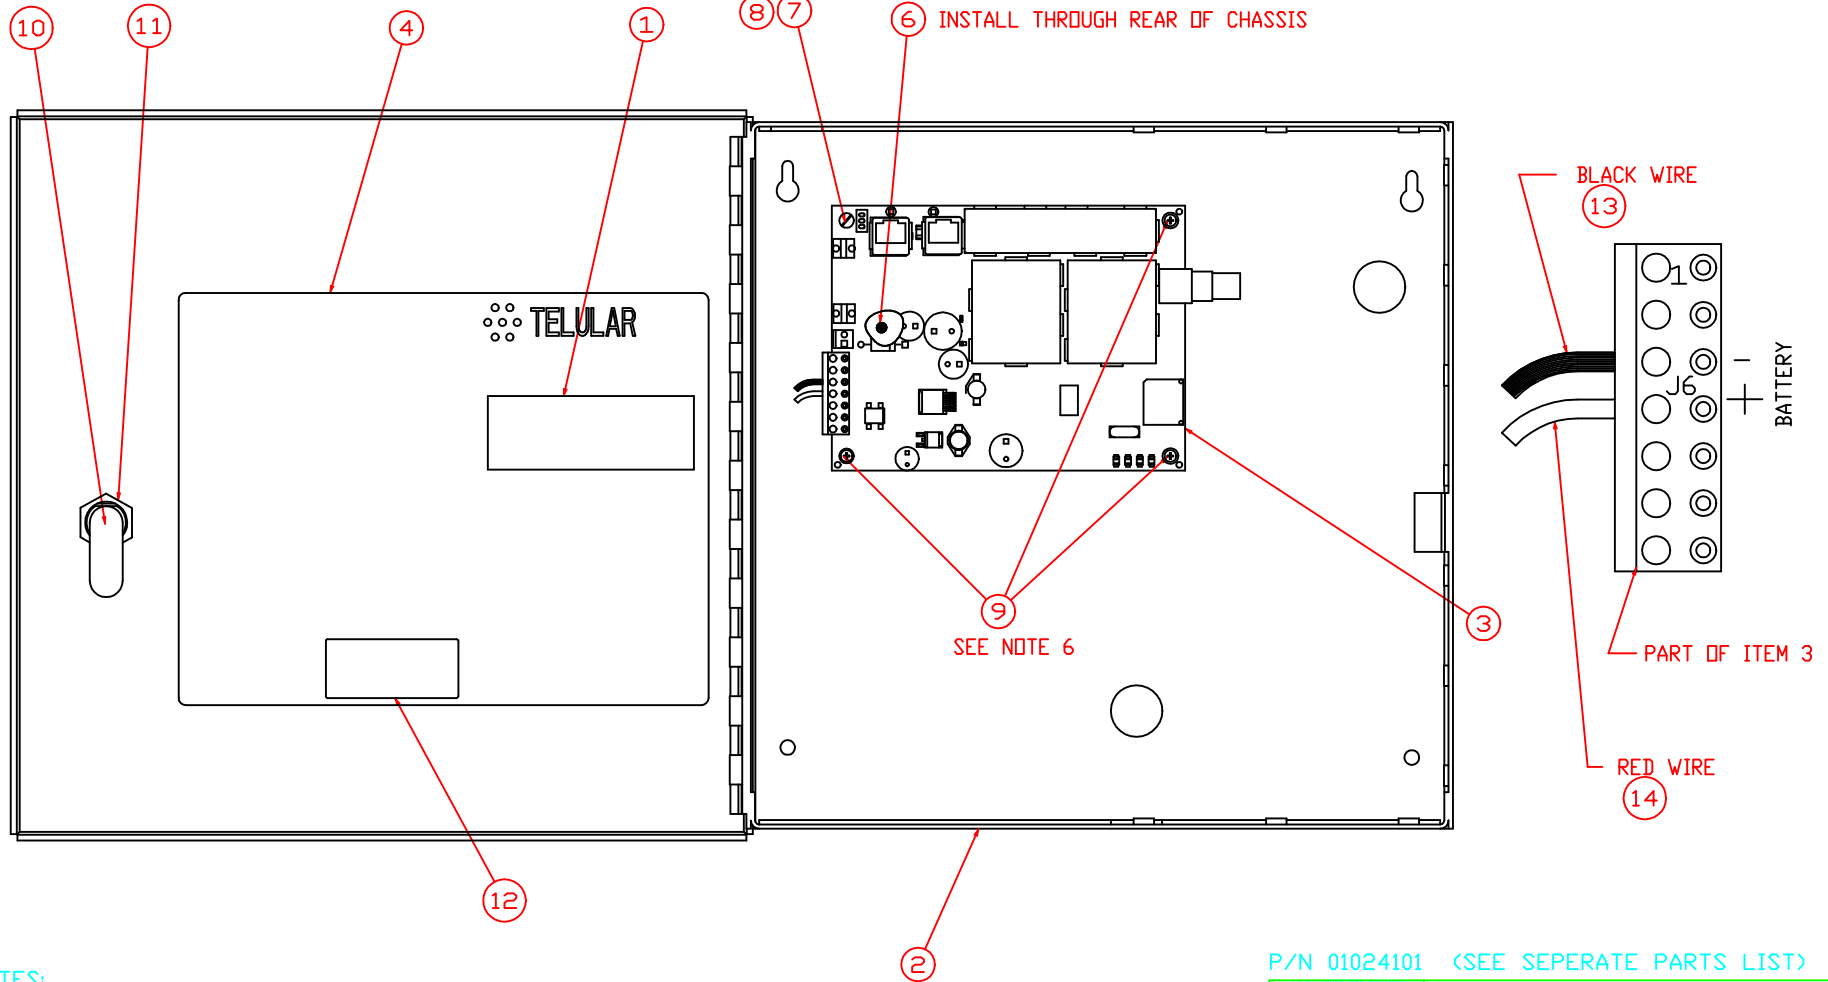 10
11
4
1
8
7
6 INSTALL THROUGH REAR OF CHASSIS
BLACK WIRE
13
TELULAR
1
J6
-
+
BATTERY
9
SEE NOTE 6
3
PART OF ITEM 3
RED WIRE
14
12
2
P/N 01024101 (SEE SEPERATE PARTS LIST)